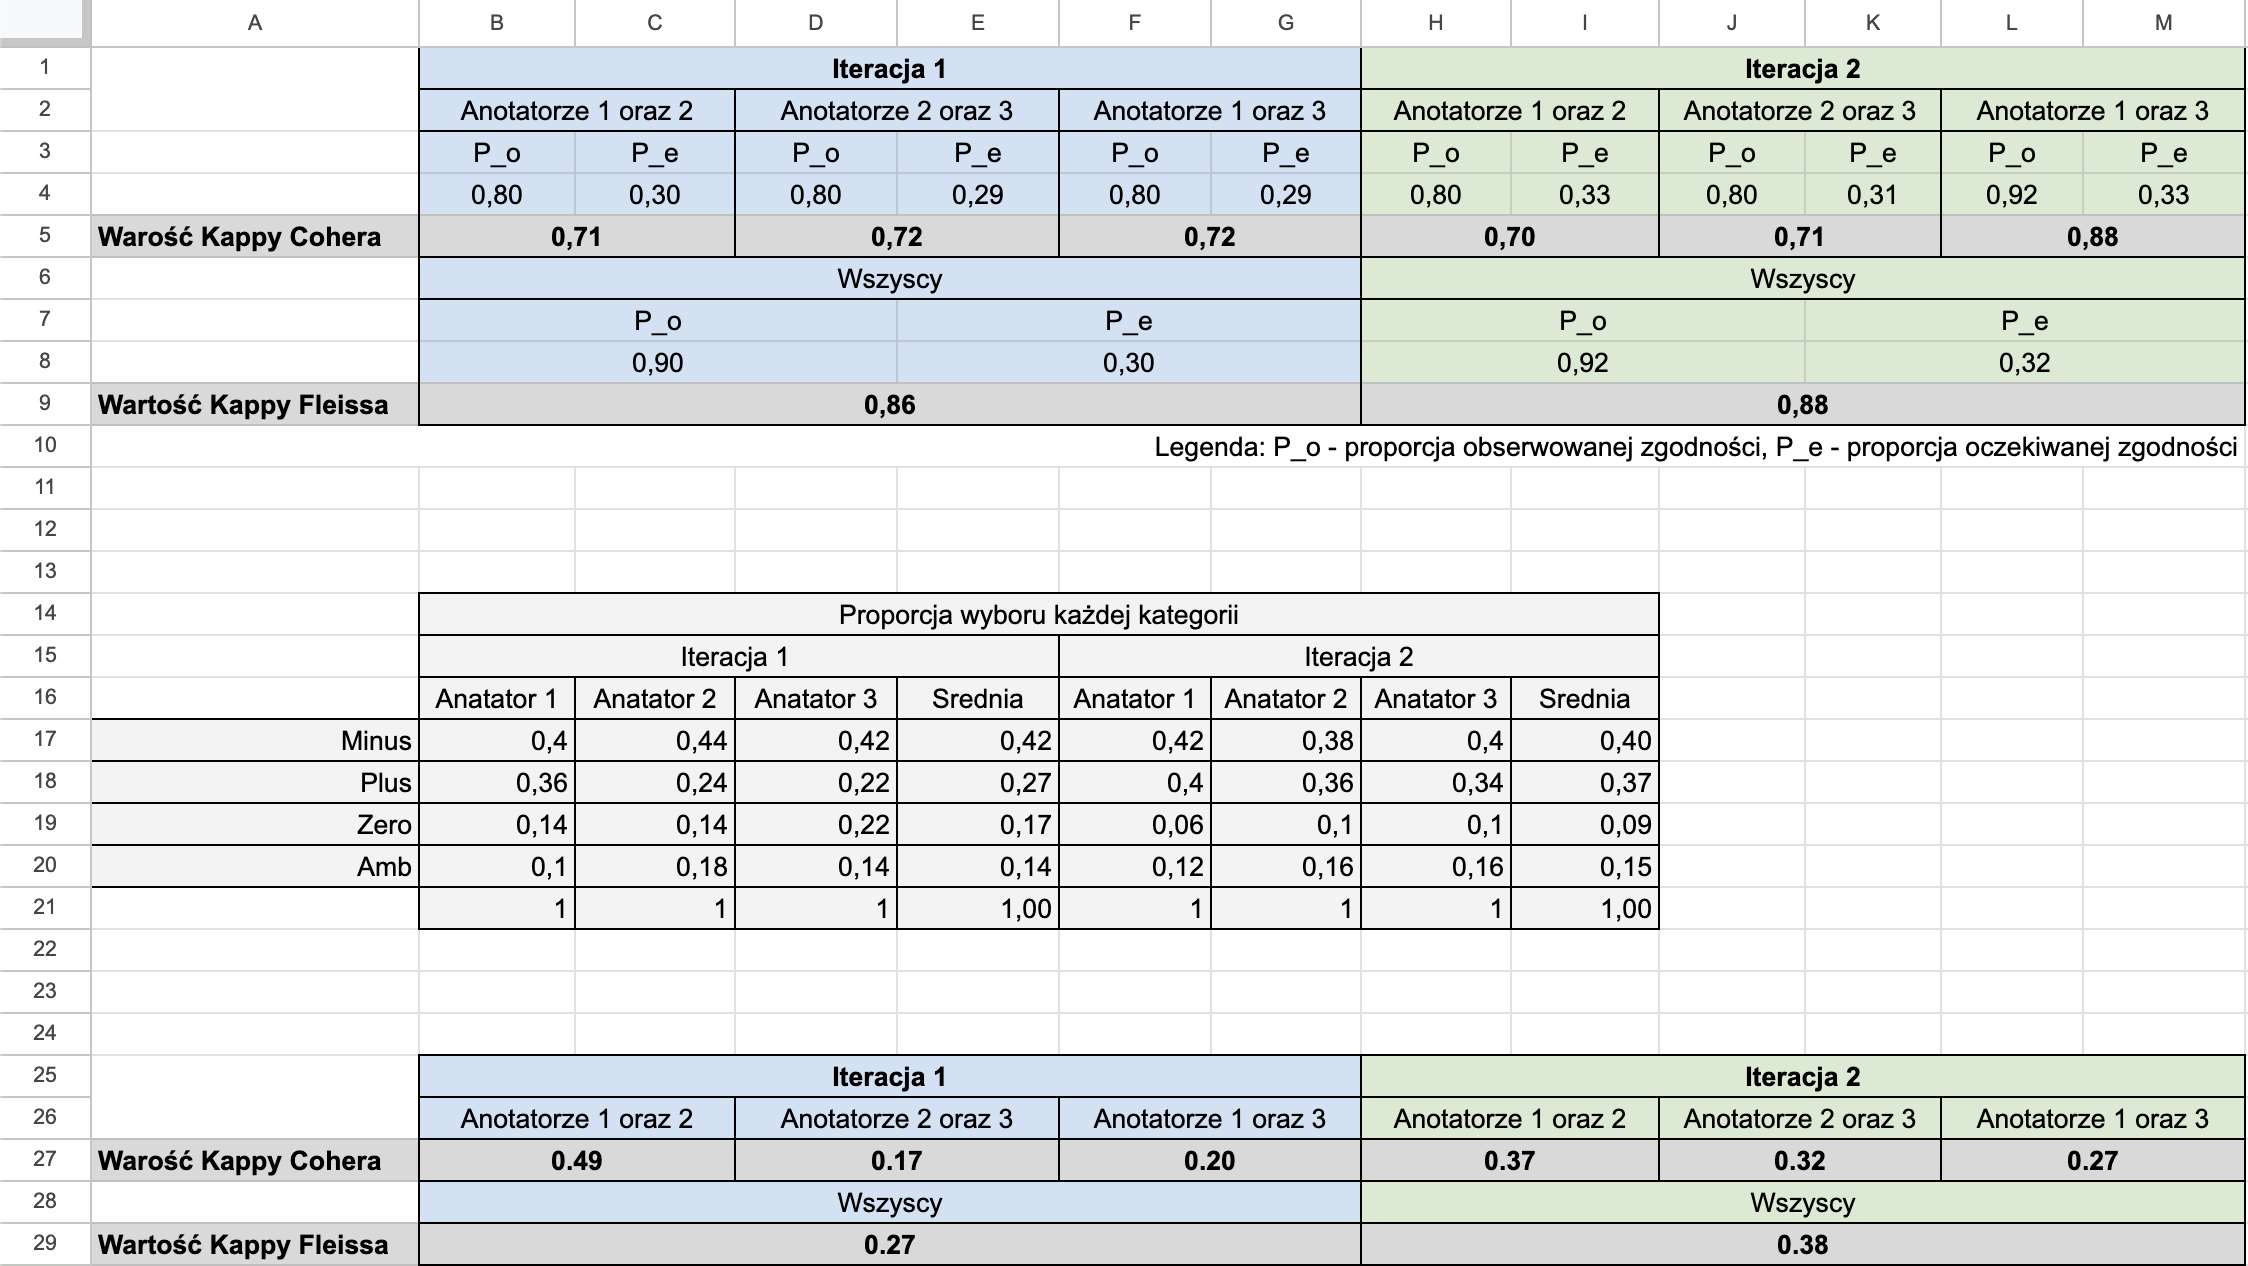 A B C D E F G H I J K L M
1 Iteracja 1 Iteracja 2
2 Anotatorze 1 oraz 2 Anotatorze 2 oraz 3 Anotatorze 1 oraz 3 Anotatorze 1 oraz 2 Anotatorze 2 oraz 3 Anotatorze 1 oraz 3
3 P_o P_e P_o P_e P_o P_e P_o P_e P_o P_e P_o P_e
4 0,80 0,30 0,80 0,29 0,80 0,29 0,80 0,33 0,80 0,31 0,92 0,33
5 Warość Kappy Cohera 0,71 0,72 0,72 0,70 0,71 0,88
6 Wszyscy Wszyscy
7 P_o P_e P_o P_e
8 0,90 0,30 0,92 0,32
9 Wartość Kappy Fleissa 0,86 0,88
10 Legenda: P_o - proporcja obserwowanej zgodności, P_e - proporcja oczekiwanej zgodności
11
12
13
14 Proporcja wyboru każdej kategorii
15 Iteracja 1 Iteracja 2
16 Anatator 1 Anatator 2 Anatator 3 Srednia Anatator 1 Anatator 2 Anatator 3 Srednia
17 Minus 0,4 0,44 0,42 0,42 0,42 0,38 0,4 0,40
18 Plus 0,36 0,24 0,22 0,27 0,4 0,36 0,34 0,37
19 Zero 0,14 0,14 0,22 0,17 0,06 0,1 0,1 0,09
20 Amb 0,1 0,18 0,14 0,14 0,12 0,16 0,16 0,15
21 1 1 1 1,00 1 1 1 1,00
22
23
24
25 Iteracja 1 Iteracja 2
26 Anotatorze 1 oraz 2 Anotatorze 2 oraz 3 Anotatorze 1 oraz 3 Anotatorze 1 oraz 2 Anotatorze 2 oraz 3 Anotatorze 1 oraz 3
27 Warość Kappy Cohera 0.49 0.17 0.20 0.37 0.32 0.27
28 Wszyscy Wszyscy
29 Wartość Kappy Fleissa 0.27 0.38